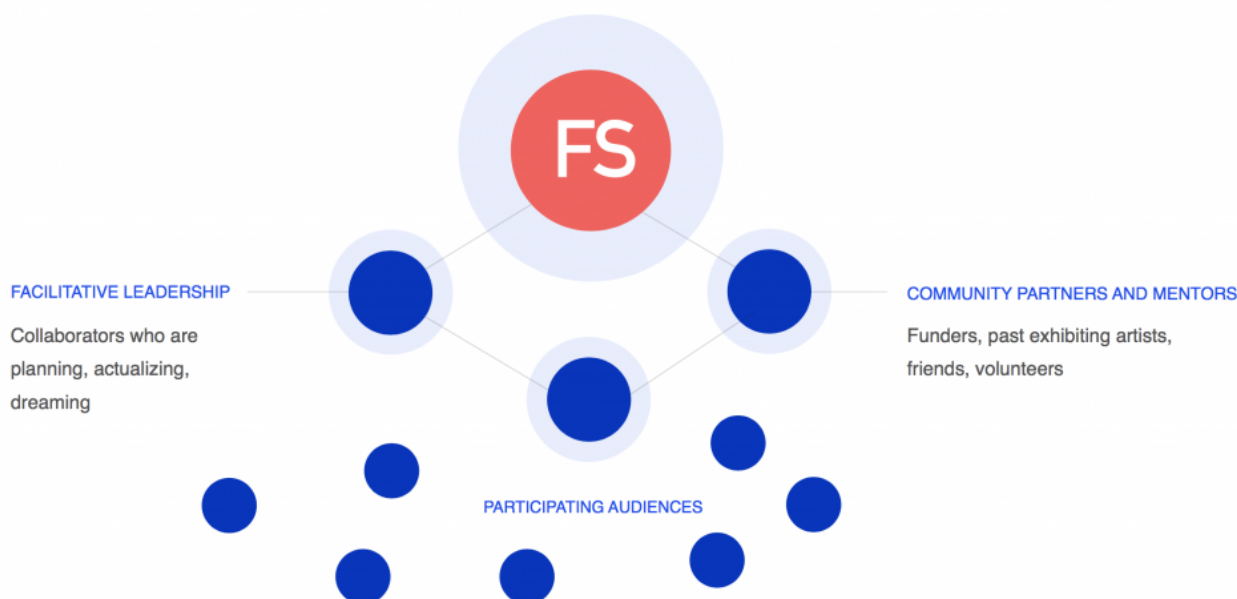 FS
FACILITATIVE LEADERSHIP
Collaborators who are
planning, actualizing,
dreaming
COMMUNITY PARTNERS AND MENTORS
Funders, past exhibiting artists,
friends, volunteers
PARTICIPATING AUDIENCES